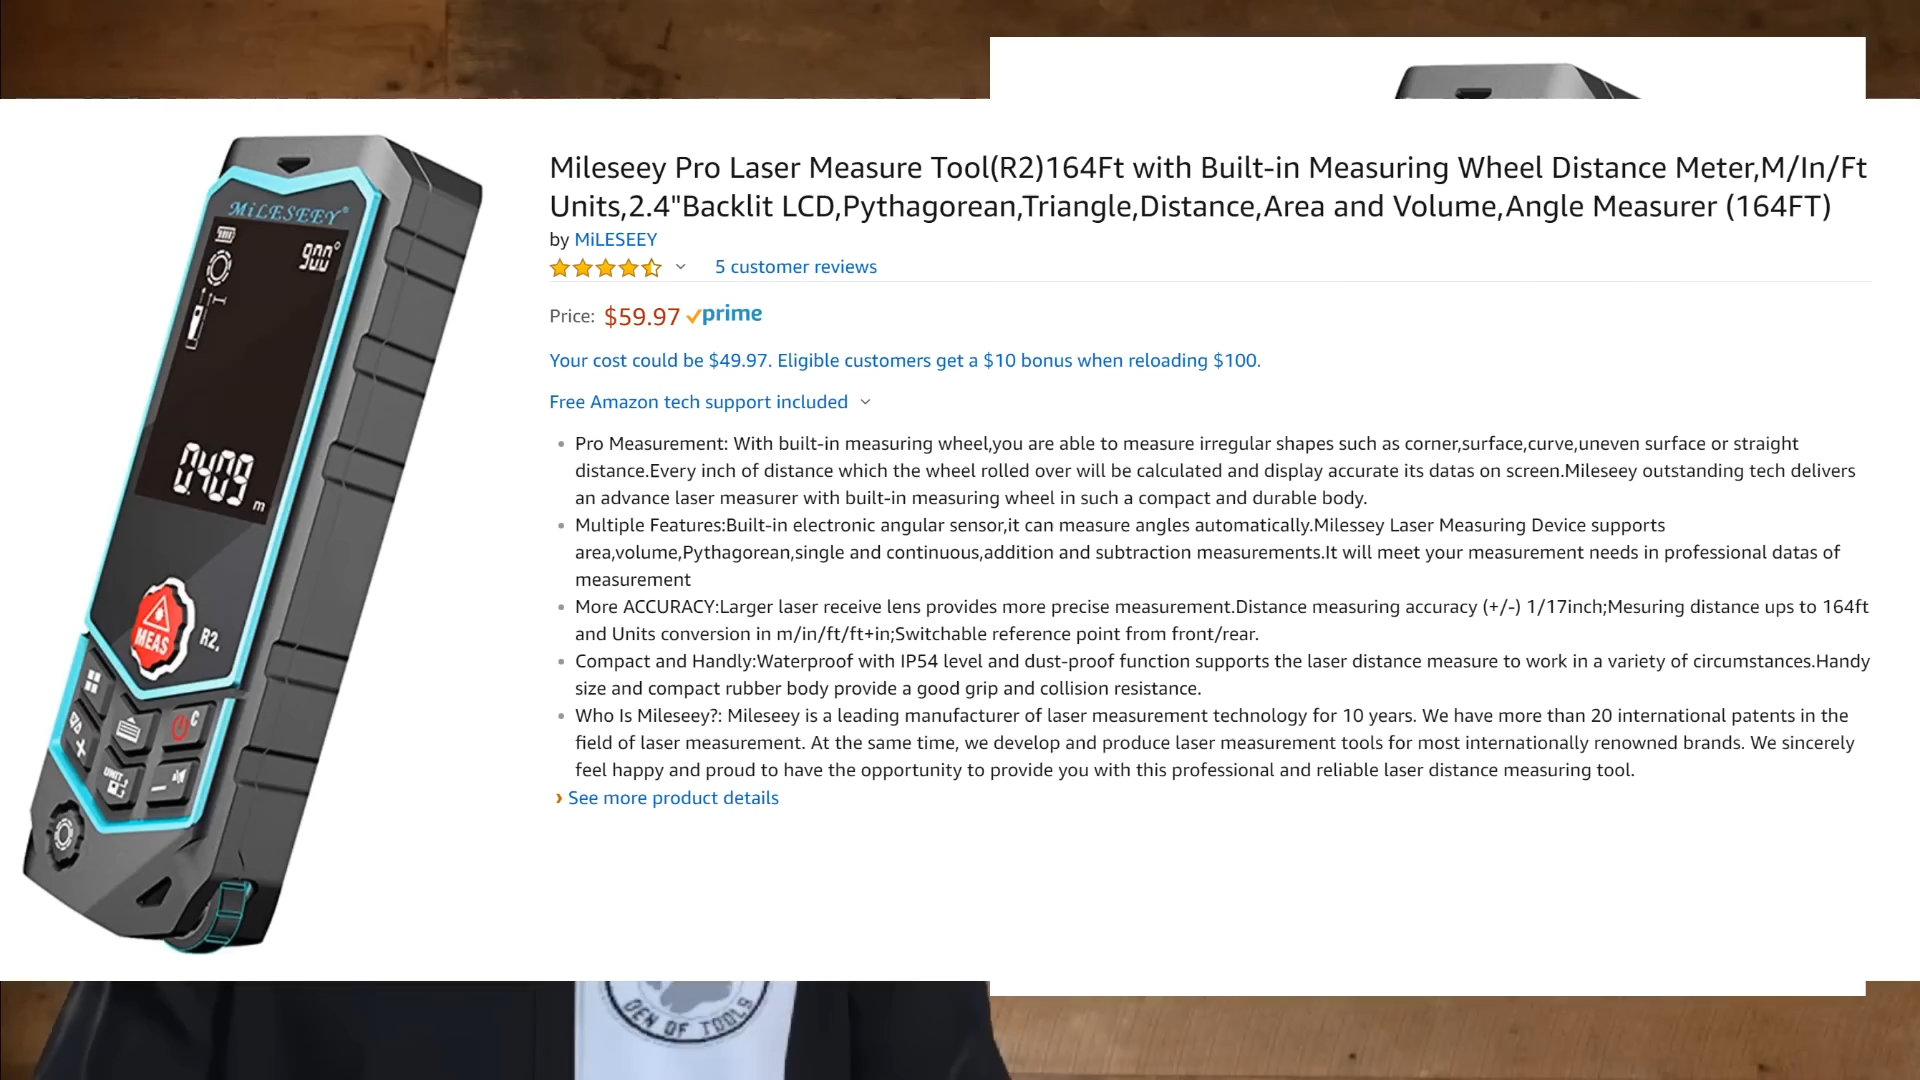 Mileseey Pro Laser Measure Tool(R2)164Ft with Built-in Measuring Wheel Distance Meter,M/In/Ft
Units,2.4"Backlit LCD,Pythagorean,Triangle,Distance,Area and Volume,Angle Measurer (164FT)
by MiLESEEY
5 customer reviews
Price: $59.97 prime
Your cost could be $49.97. Eligible customers get a $10 bonus when reloading $100.
Free Amazon tech support included
Pro Measurement: With built-in measuring wheel,you are able to measure irregular shapes such as corner,surface,curve,uneven surface or straight
distance.Every inch of distance which the wheel rolled over will be calculated and display accurate its datas on screen.Mileseey outstanding tech delivers
an advance laser measurer with built-in measuring wheel in such a compact and durable body.
Multiple Features:Built-in electronic angular sensor,it can measure angles automatically.Milessey Laser Measuring Device supports
area,volume,Pythagorean,single and continuous,addition and subtraction measurements.It will meet your measurement needs in professional datas of
measurement
More ACCURACY:Larger laser receive lens provides more precise measurement.Distance measuring accuracy (+/-) 1/17inch;Mesuring distance ups to 164ft
and Units conversion in m/in/ft/ft+in;Switchable reference point from front/rear.
Compact and Handly:Waterproof with IP54 level and dust-proof function supports the laser distance measure to work in a variety of circumstances.Handy
size and compact rubber body provide a good grip and collision resistance.
Who Is Mileseey?: Mileseey is a leading manufacturer of laser measurement technology for 10 years. We have more than 20 international patents in the
field of laser measurement. At the same time, we develop and produce laser measurement tools for most internationally renowned brands. We sincerely
feel happy and proud to have the opportunity to provide you with this professional and reliable laser distance measuring tool.
› See more product details
MiLESEEY®
90.0°
0.409 m
MEAS
R2.
C
UNIT
DEN OF TOOLS